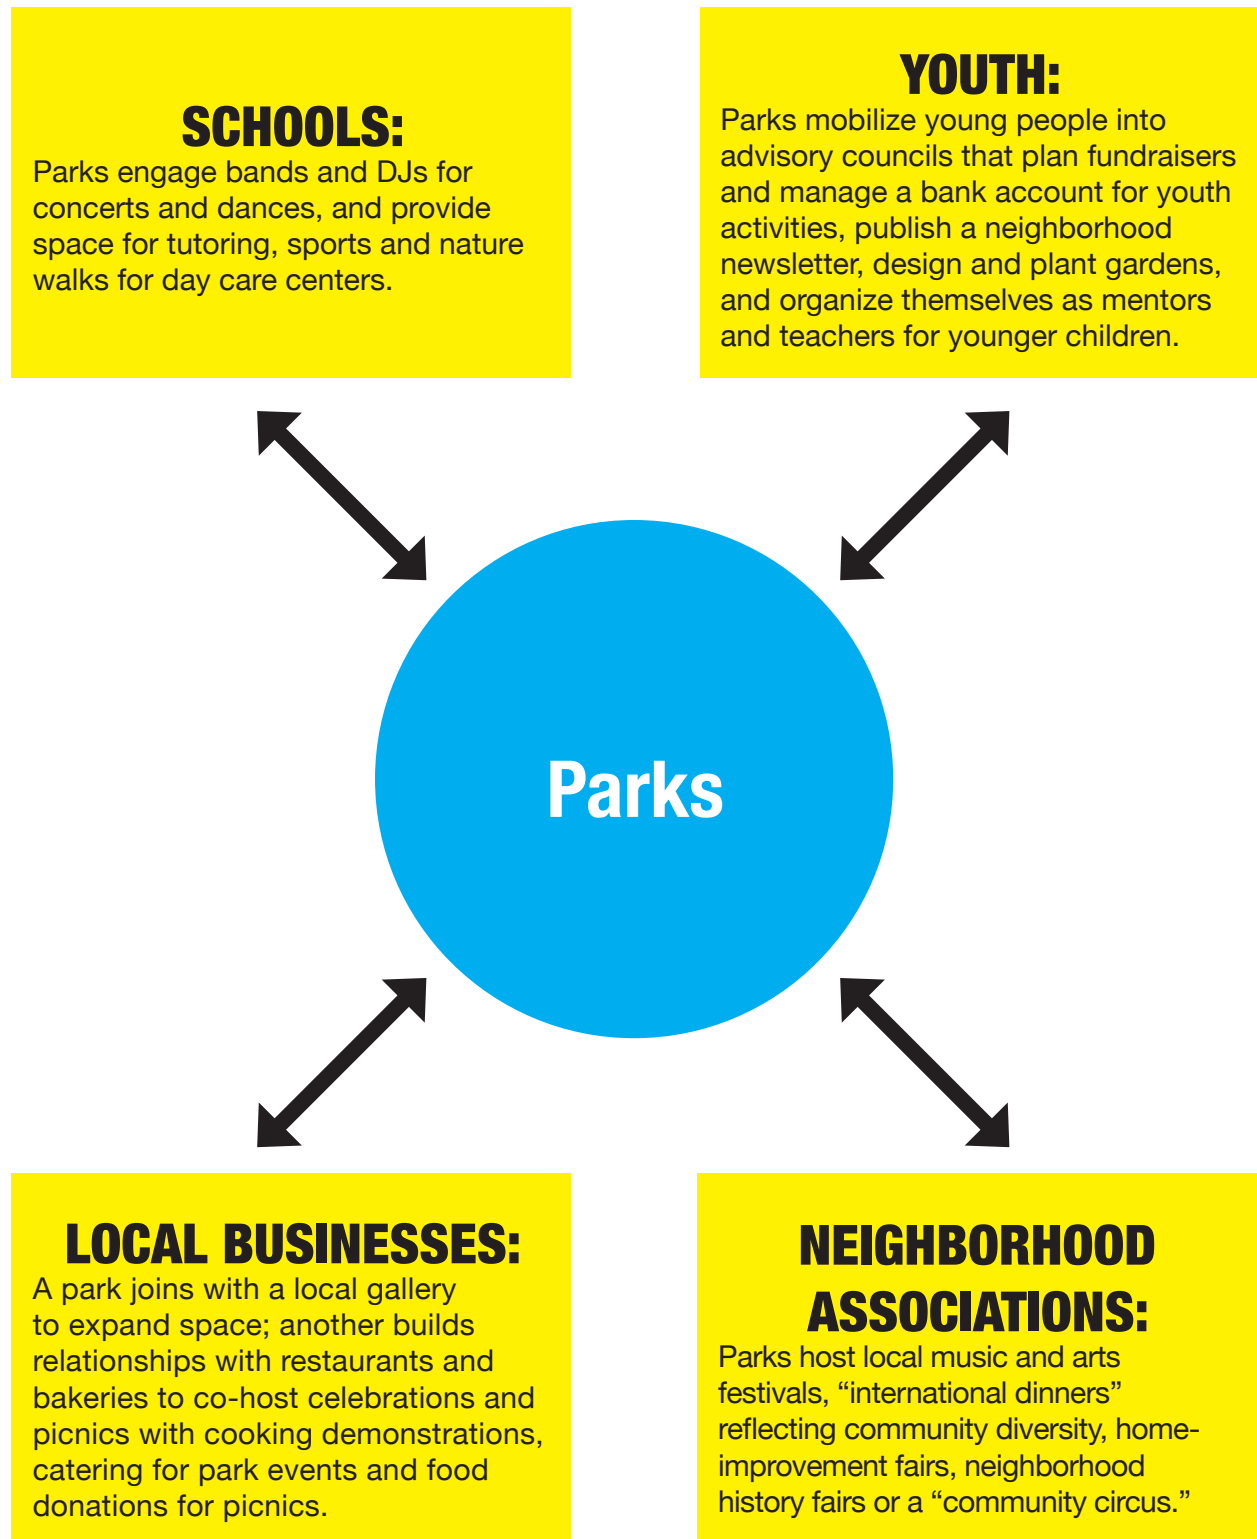 SCHOOLS:
Parks engage bands and DJs for
concerts and dances, and provide
space for tutoring, sports and nature
walks for day care centers.
YOUTH:
Parks mobilize young people into
advisory councils that plan fundraisers
and manage a bank account for youth
activities, publish a neighborhood
newsletter, design and plant gardens,
and organize themselves as mentors
and teachers for younger children.
Parks
LOCAL BUSINESSES:
A park joins with a local gallery
to expand space; another builds
relationships with restaurants and
bakeries to co-host celebrations and
picnics with cooking demonstrations,
catering for park events and food
donations for picnics.
NEIGHBORHOOD
ASSOCIATIONS:
Parks host local music and arts
festivals, “international dinners”
reflecting community diversity, home-
improvement fairs, neighborhood
history fairs or a “community circus.”